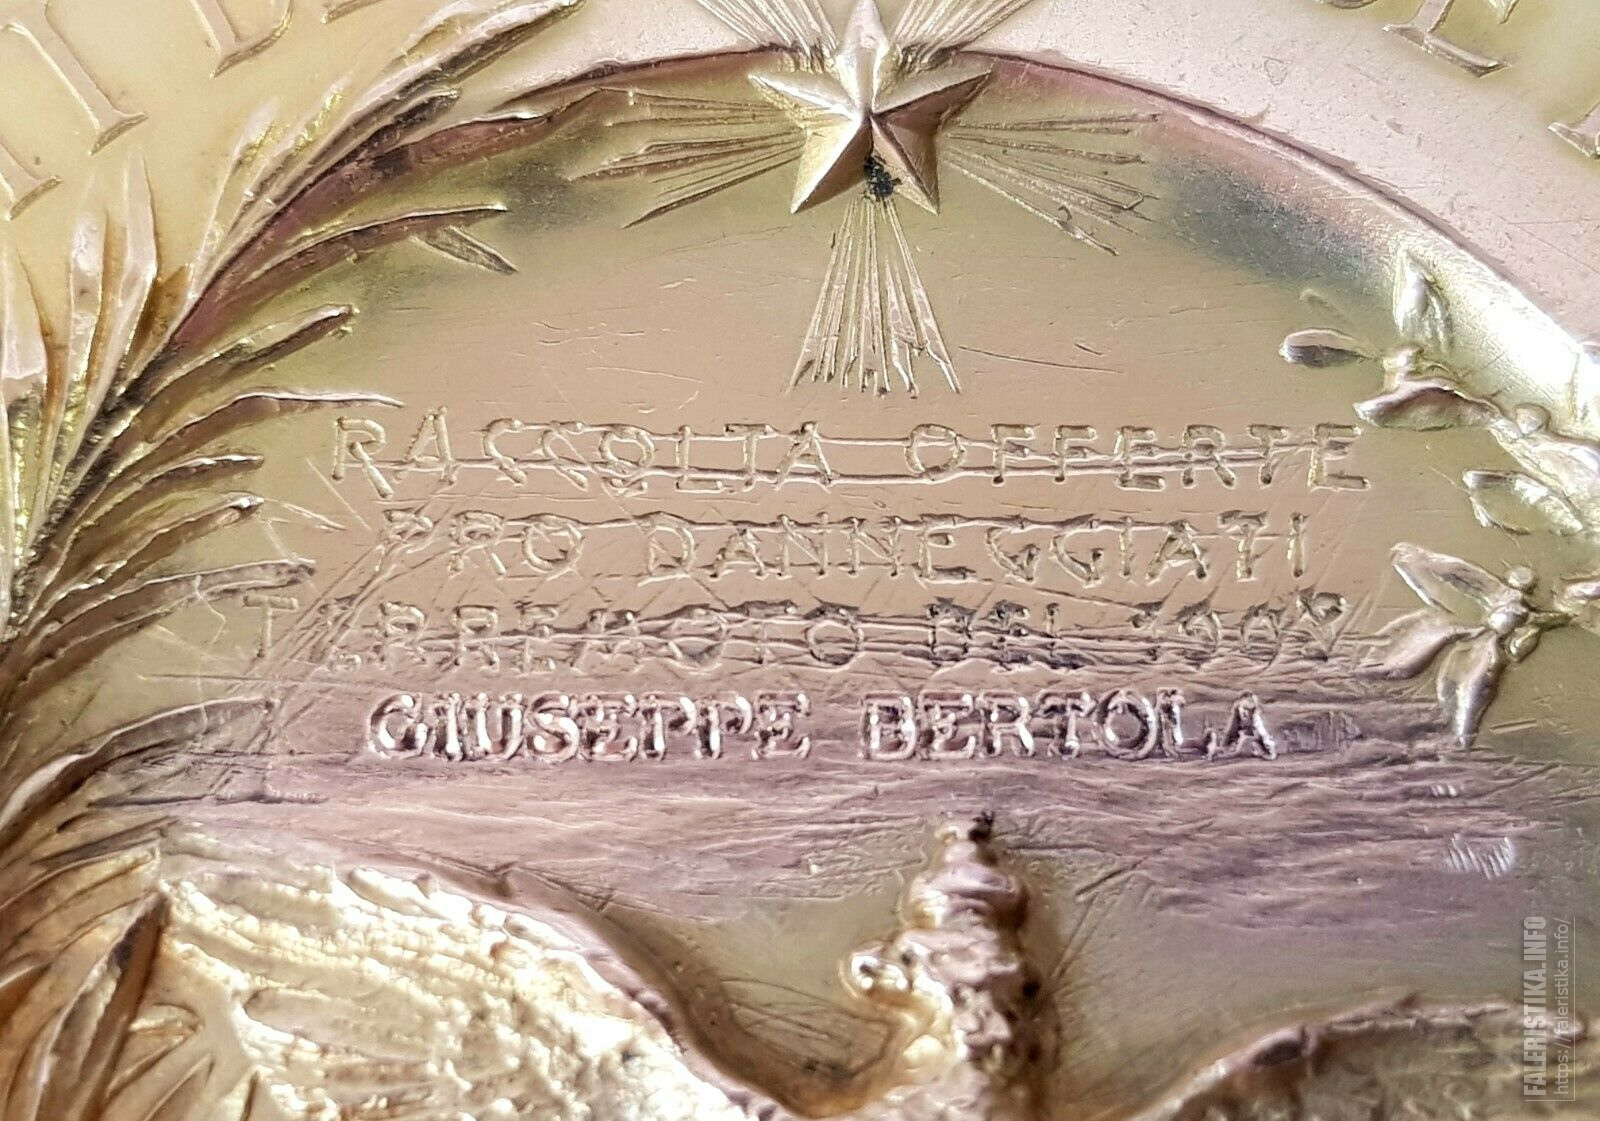 RACCOLTA OFFERTE
PRO DANNEGGIATI
TERREMOTO DEL
GIUSEPPE BERTOLA
FALERISTIKA.INFO
https://faleristika.info/